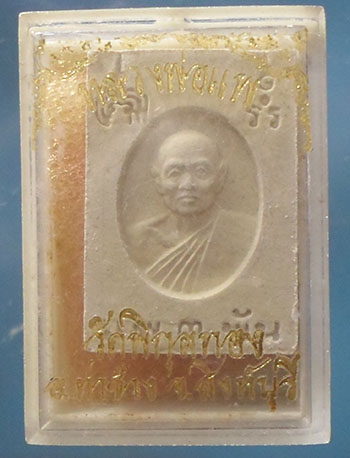 หลวงพ่อแพ
วัดพิกุลทอง
อ.ท่าช้าง จ.สิงห์บุรี